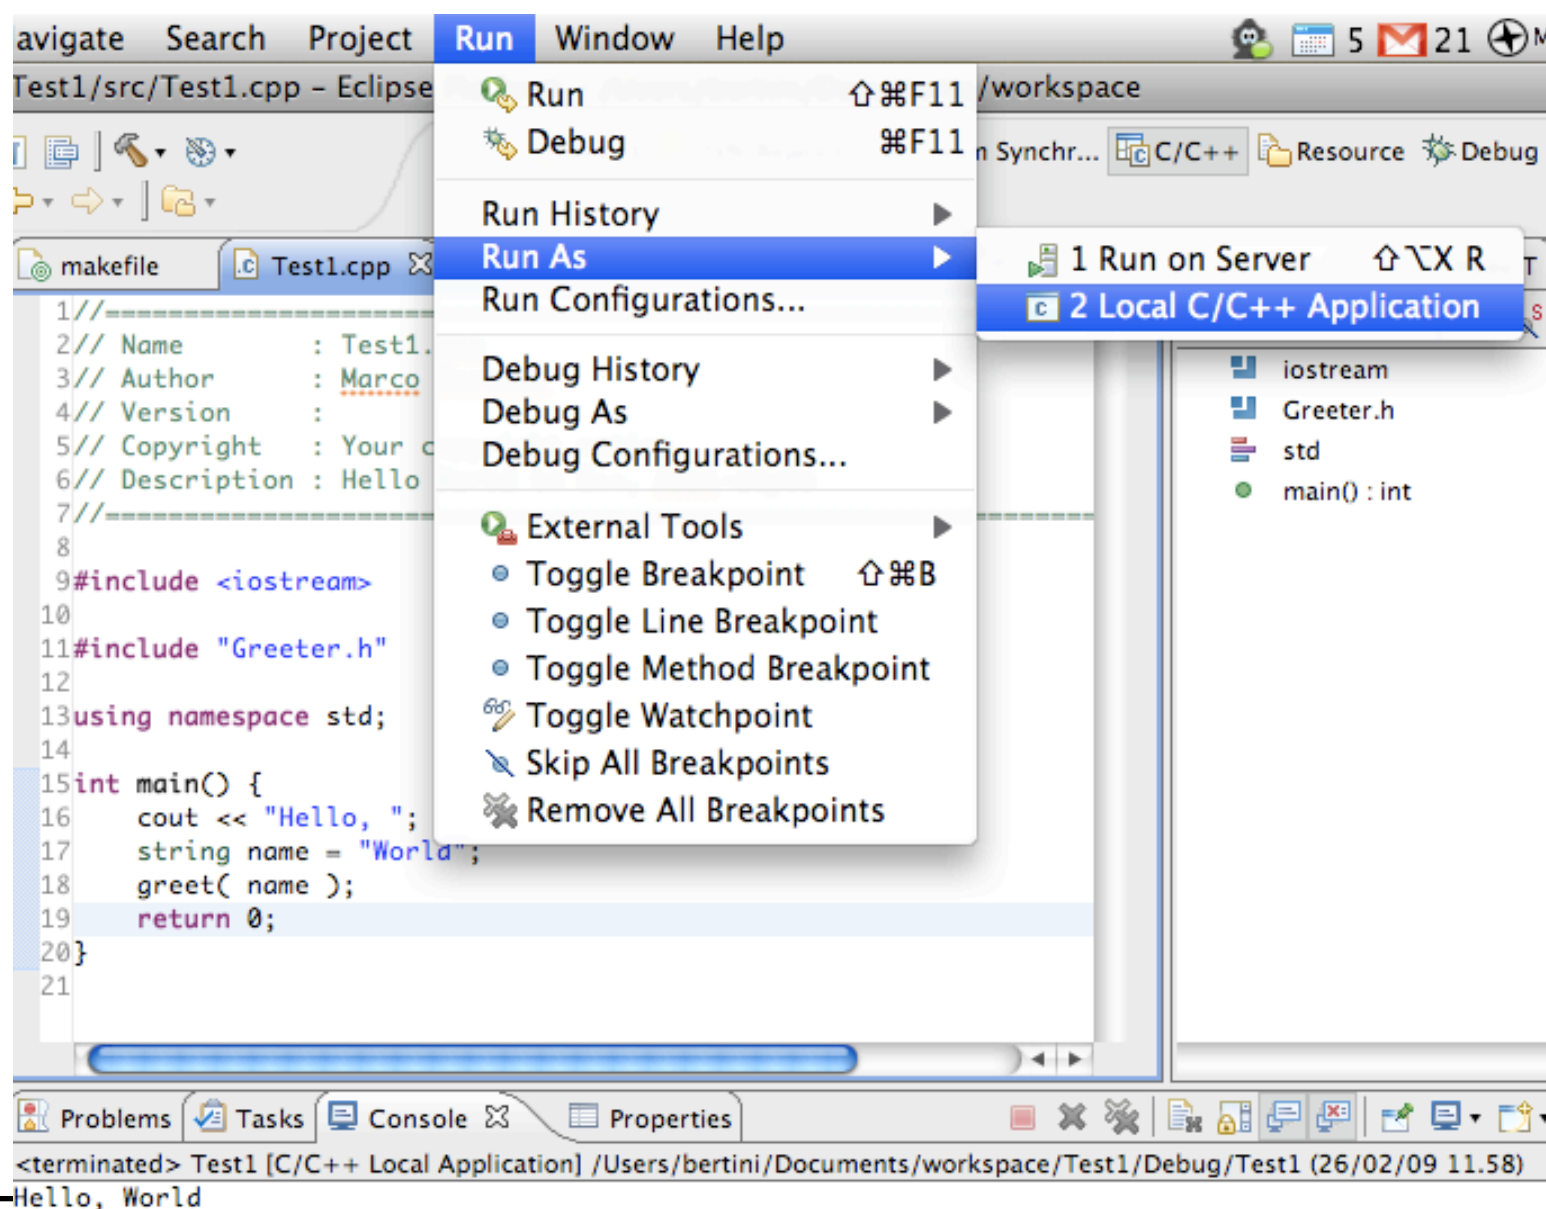 avigate Search Project Run Window Help 5 21
Test1/src/Test1.cpp – Eclipse /workspace
Run ⇧⌘F11
Debug ⌘F11
n Synchr... C/C++ Resource Debug
Run History
Run As
Run Configurations...
1 Run on Server ⇧⌥X R
2 Local C/C++ Application
Debug History
Debug As
Debug Configurations...
External Tools
Toggle Breakpoint ⇧⌘B
Toggle Line Breakpoint
Toggle Method Breakpoint
Toggle Watchpoint
Skip All Breakpoints
Remove All Breakpoints
makefile Test1.cpp
1//=====================
2// Name : Test1.
3// Author : Marco
4// Version :
5// Copyright : Your c
6// Description : Hello
7//=====================
8
9#include <iostream>
10
11#include "Greeter.h"
12
13using namespace std;
14
15int main() {
16 cout << "Hello, ";
17 string name = "World";
18 greet( name );
19 return 0;
20}
21
iostream
Greeter.h
std
main() : int
Problems Tasks Console Properties
<terminated> Test1 [C/C++ Local Application] /Users/bertini/Documents/workspace/Test1/Debug/Test1 (26/02/09 11.58)
Hello, World